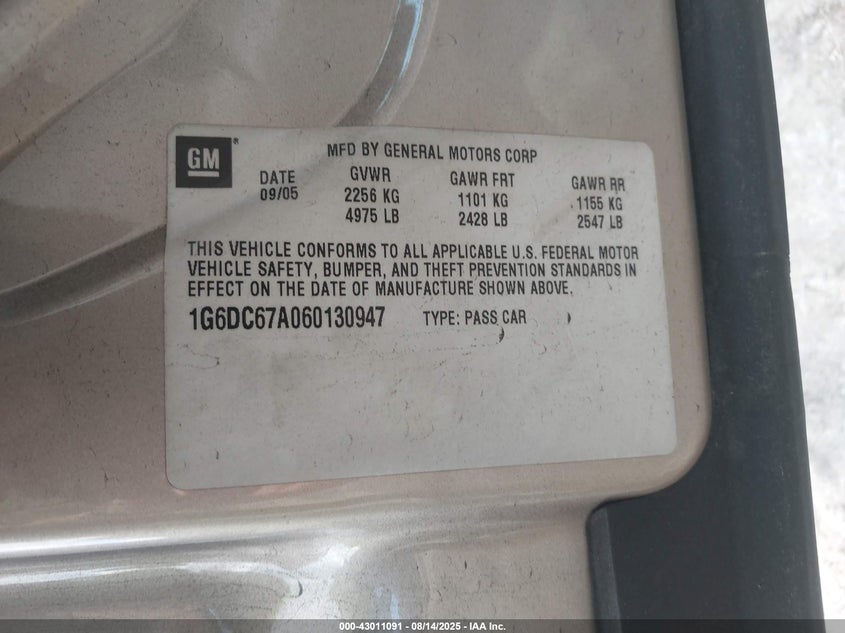 GM ®
MFD BY GENERAL MOTORS CORP
DATE GVWR GAWR FRT GAWR RR
09/05 2256 KG 1101 KG 1155 KG
4975 LB 2428 LB 2547 LB
THIS VEHICLE CONFORMS TO ALL APPLICABLE U.S. FEDERAL MOTOR
VEHICLE SAFETY, BUMPER, AND THEFT PREVENTION STANDARDS IN
EFFECT ON THE DATE OF MANUFACTURE SHOWN ABOVE.
1G6DC67A060130947 TYPE: PASS CAR
000-43011091 - 08/14/2025 - IAA Inc.